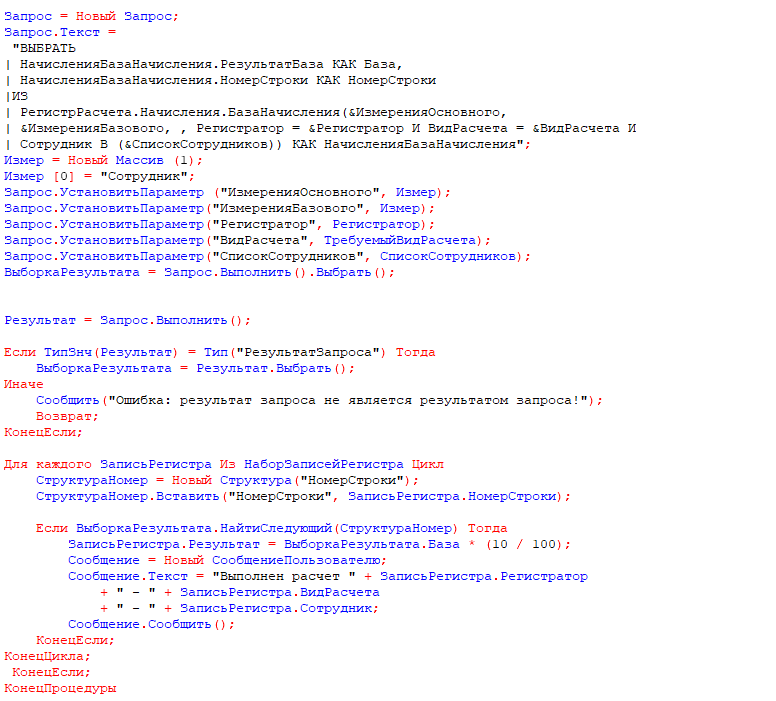 Запрос = Новый Запрос;
Запрос.Текст =
"ВЫБРАТЬ
| НачисленияБазаНачисления.РезультатБаза КАК База,
| НачисленияБазаНачисления.НомерСтроки КАК НомерСтроки
|ИЗ
| РегистрРасчета.Начисления.БазаНачисления(&ИзмеренияОсновного,
| &ИзмеренияБазового, , Регистратор = &Регистратор И ВидРасчета = &ВидРасчета И
| Сотрудник В (&СписокСотрудников)) КАК НачисленияБазаНачисления";
Измер = Новый Массив (1);
Измер [0] = "Сотрудник";
Запрос.УстановитьПараметр ("ИзмеренияОсновного", Измер);
Запрос.УстановитьПараметр("ИзмеренияБазового", Измер);
Запрос.УстановитьПараметр("Регистратор", Регистратор);
Запрос.УстановитьПараметр("ВидРасчета", ТребуемыйВидРасчета);
Запрос.УстановитьПараметр("СписокСотрудников", СписокСотрудников);
ВыборкаРезультата = Запрос.Выполнить().Выбрать();
Результат = Запрос.Выполнить();
Если ТипЗнч(Результат) = Тип("РезультатЗапроса") Тогда
ВыборкаРезультата = Результат.Выбрать();
Иначе
Сообщить("Ошибка: результат запроса не является результатом запроса!");
Возврат;
КонецЕсли;
Для каждого ЗаписьРегистра Из НаборЗаписейРегистра Цикл
СтруктураНомер = Новый Структура("НомерСтроки");
СтруктураНомер.Вставить("НомерСтроки", ЗаписьРегистра.НомерСтроки);
Если ВыборкаРезультата.НайтиСледующий(СтруктураНомер) Тогда
ЗаписьРегистра.Результат = ВыборкаРезультата.База * (10 / 100);
Сообщение = Новый СообщениеПользователю;
Сообщение.Текст = "Выполнен расчет " + ЗаписьРегистра.Регистратор
+ " - " + ЗаписьРегистра.ВидРасчета
+ " - " + ЗаписьРегистра.Сотрудник;
Сообщение.Сообщить();
КонецЕсли;
КонецЦикла;
КонецЕсли;
КонецПроцедуры